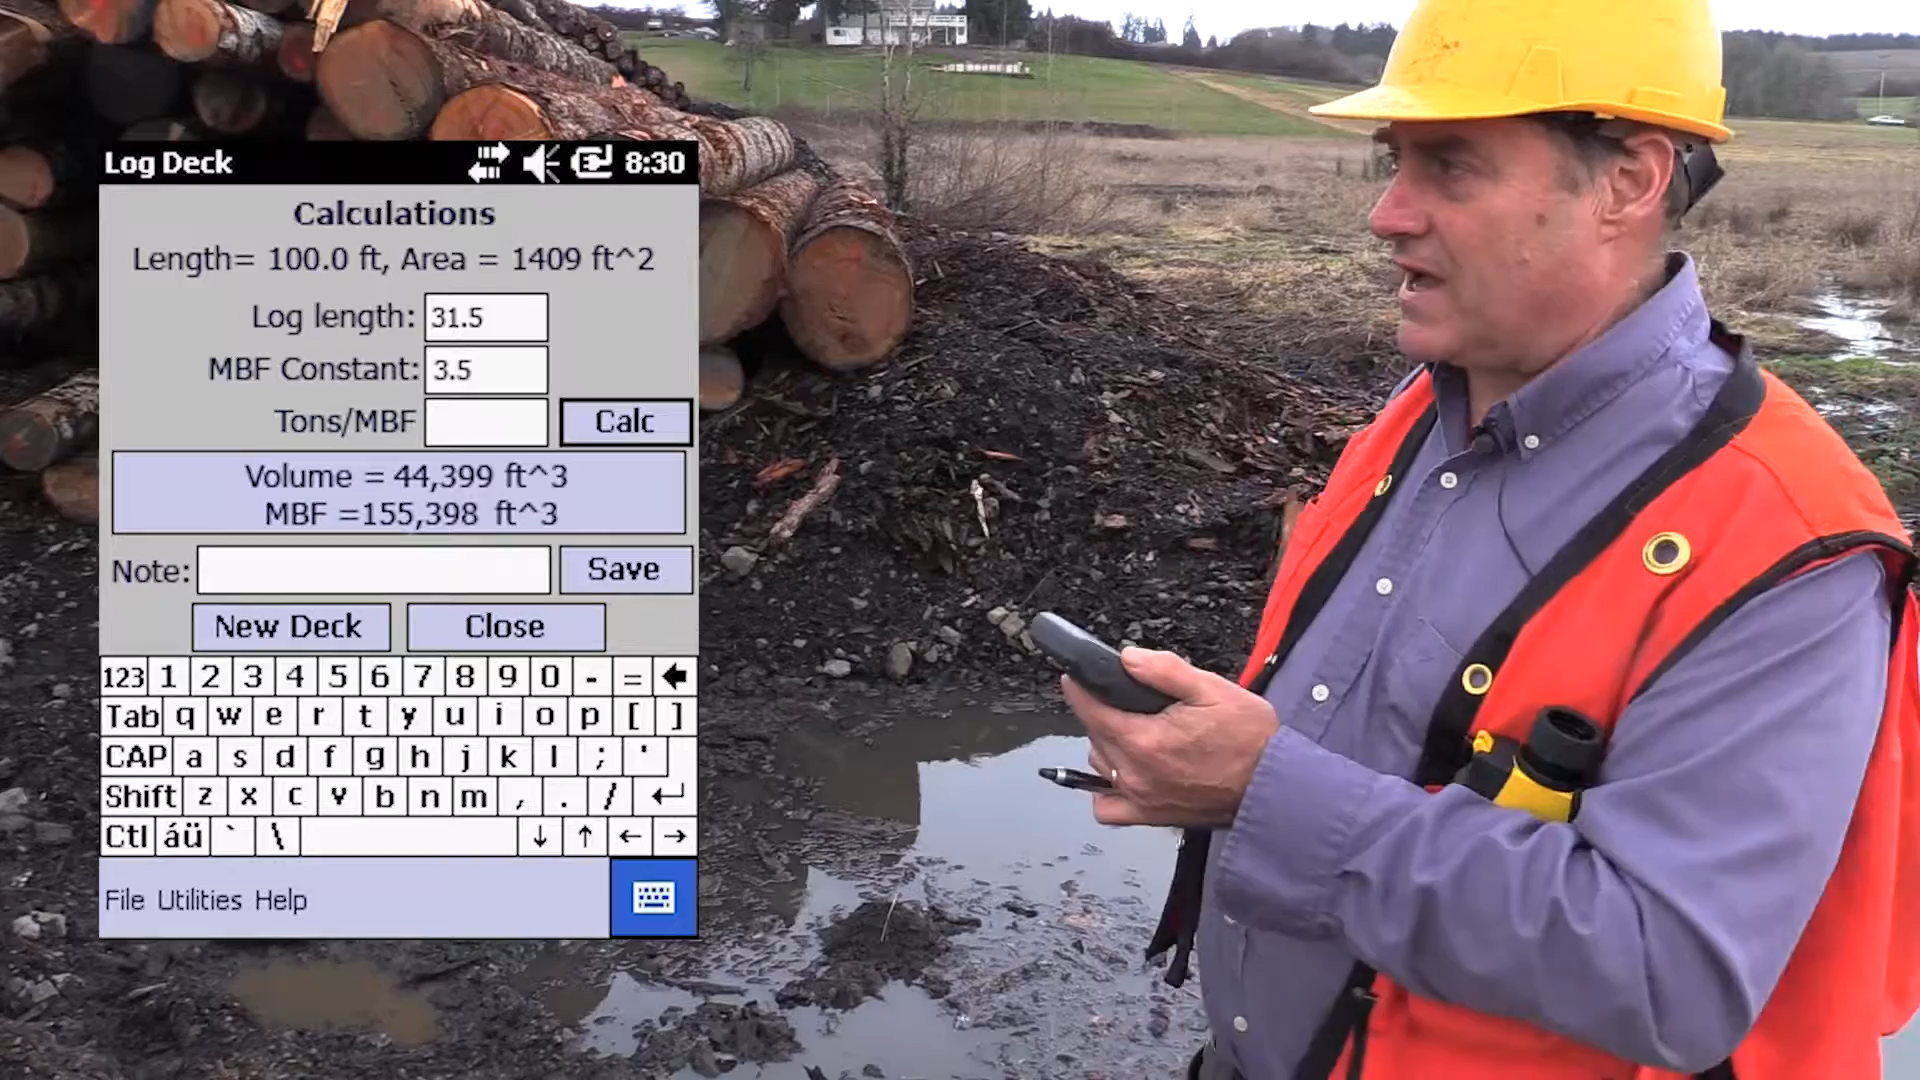 Log Deck 8:30
Calculations
Length= 100.0 ft, Area = 1409 ft^2
Log length: 31.5
MBF Constant: 3.5
Tons/MBF Calc
Volume = 44,399 ft^3
MBF =155,398 ft^3
Note: Save
New Deck Close
123 1 2 3 4 5 6 7 8 9 0 - =
Tab q w e r t y u i o p [ ]
CAP a s d f g h j k l ; '
Shift z x c v b n m , . /
Ctl áü ` \
File Utilities Help